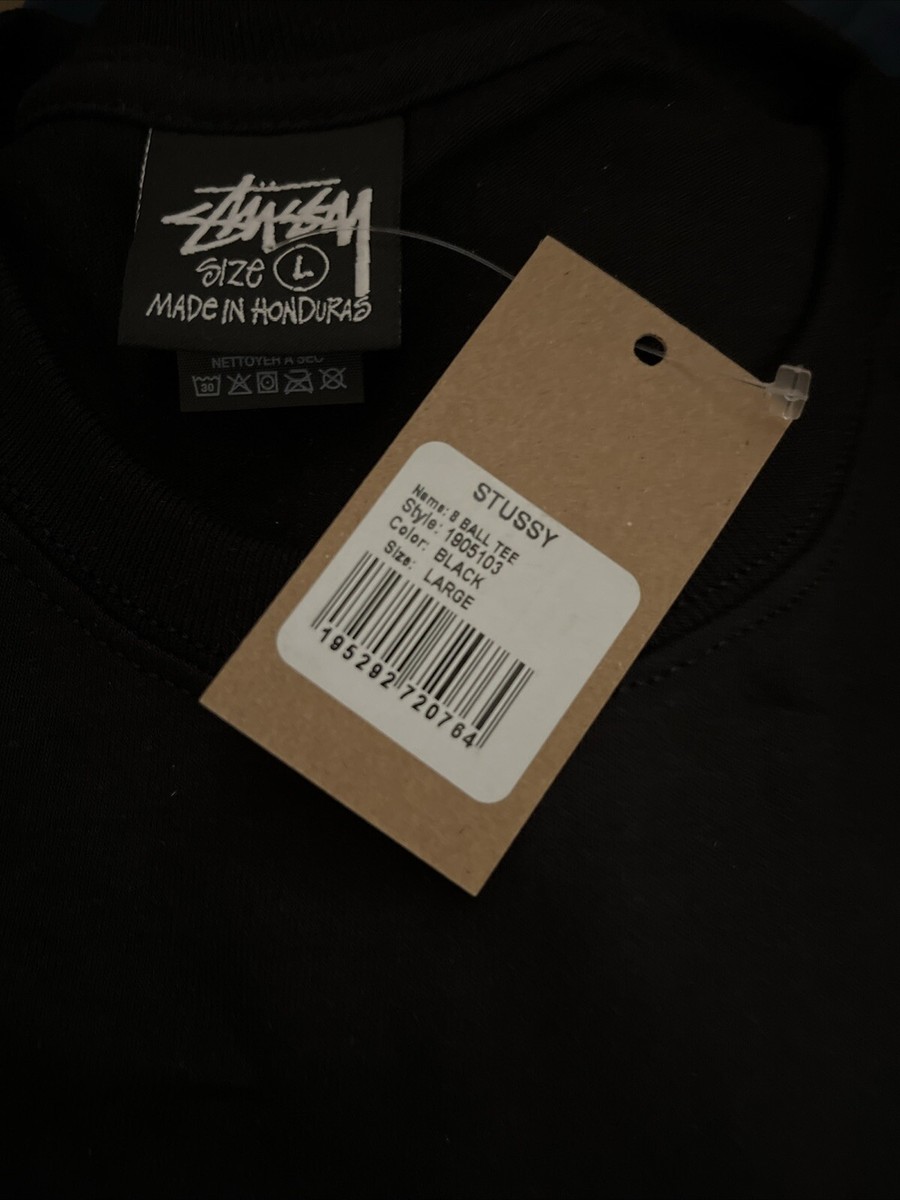 STÜSSY
SIZE L
MADE IN HONDURAS
NETTOYER A SEC
30
STUSSY
Name: 8 BALL TEE
Style: 1905103
Color: BLACK
Size: LARGE
195292720764